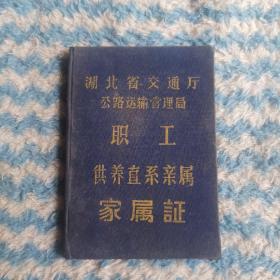 湖北省交通厅
公路运输管理局
职工
供养直系亲属
家属証